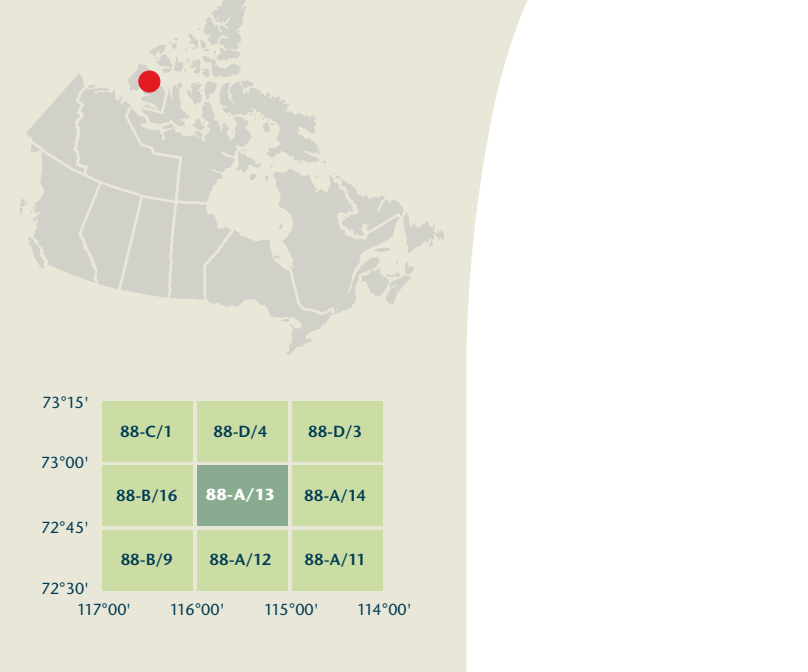 73°15'
88-C/1 88-D/4 88-D/3
73°00'
88-B/16 88-A/13 88-A/14
72°45'
88-B/9 88-A/12 88-A/11
72°30'
117°00' 116°00' 115°00' 114°00'